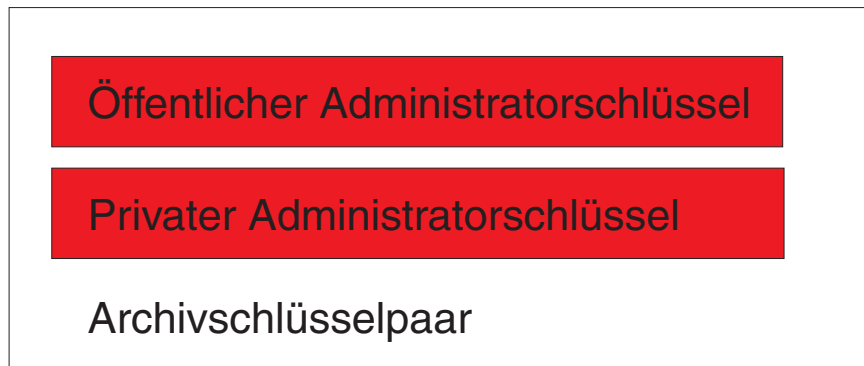 Öffentlicher Administratorschlüssel
Privater Administratorschlüssel
Archivschlüsselpaar